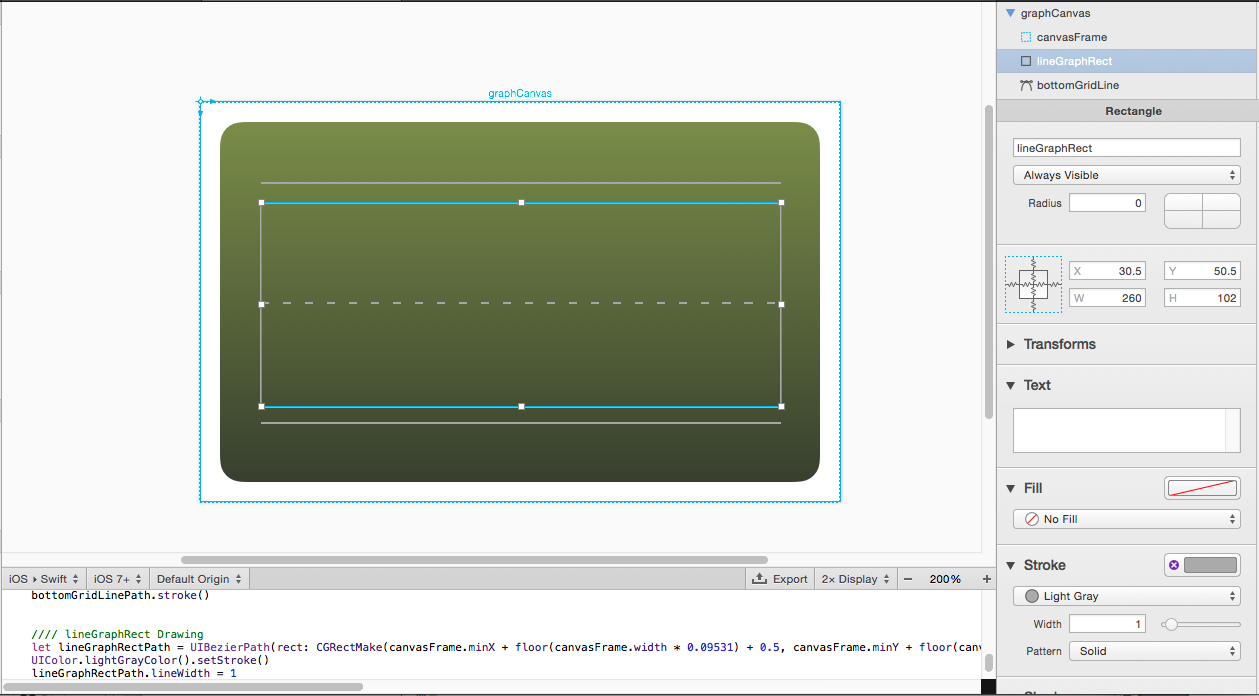 graphCanvas
graphCanvas
canvasFrame
lineGraphRect
bottomGridLine
Rectangle
lineGraphRect
Always Visible
Radius 0
X 30.5 Y 50.5
W 260 H 102
Transforms
Text
Fill
No Fill
Stroke
Light Gray
Width 1
Pattern Solid
iOS ▸ Swift iOS 7+ Default Origin Export 2× Display − 200% +
bottomGridLinePath.stroke()
//// lineGraphRect Drawing
let lineGraphRectPath = UIBezierPath(rect: CGRectMake(canvasFrame.minX + floor(canvasFrame.width * 0.09531) + 0.5, canvasFrame.minY + floor(
UIColor.lightGrayColor().setStroke()
lineGraphRectPath.lineWidth = 1